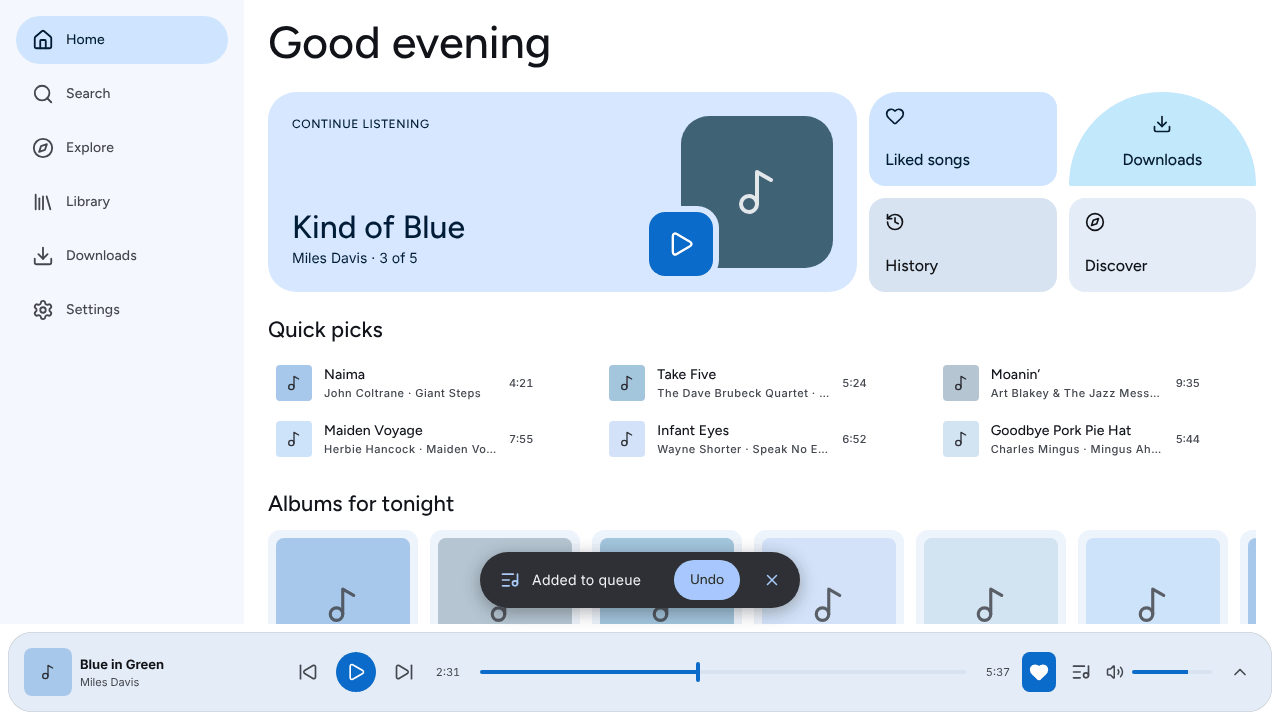 Home
Search
Explore
Library
Downloads
Settings
Good evening
CONTINUE LISTENING
Kind of Blue
Miles Davis · 3 of 5
Liked songs
Downloads
History
Discover
Quick picks
Naima
John Coltrane · Giant Steps
4:21
Take Five
The Dave Brubeck Quartet · ...
5:24
Moanin’
Art Blakey & The Jazz Mess...
9:35
Maiden Voyage
Herbie Hancock · Maiden Vo...
7:55
Infant Eyes
Wayne Shorter · Speak No E...
6:52
Goodbye Pork Pie Hat
Charles Mingus · Mingus Ah...
5:44
Albums for tonight
Added to queue
Undo
Blue in Green
Miles Davis
2:31
5:37